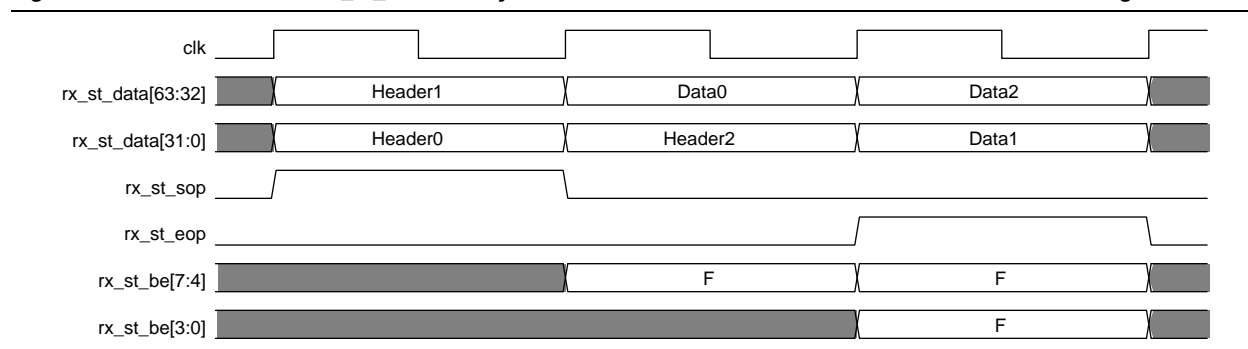 clk
rx_st_data[63:32] Header1 Data0 Data2
rx_st_data[31:0] Header0 Header2 Data1
rx_st_sop
rx_st_eop
rx_st_be[7:4] F F
rx_st_be[3:0] F